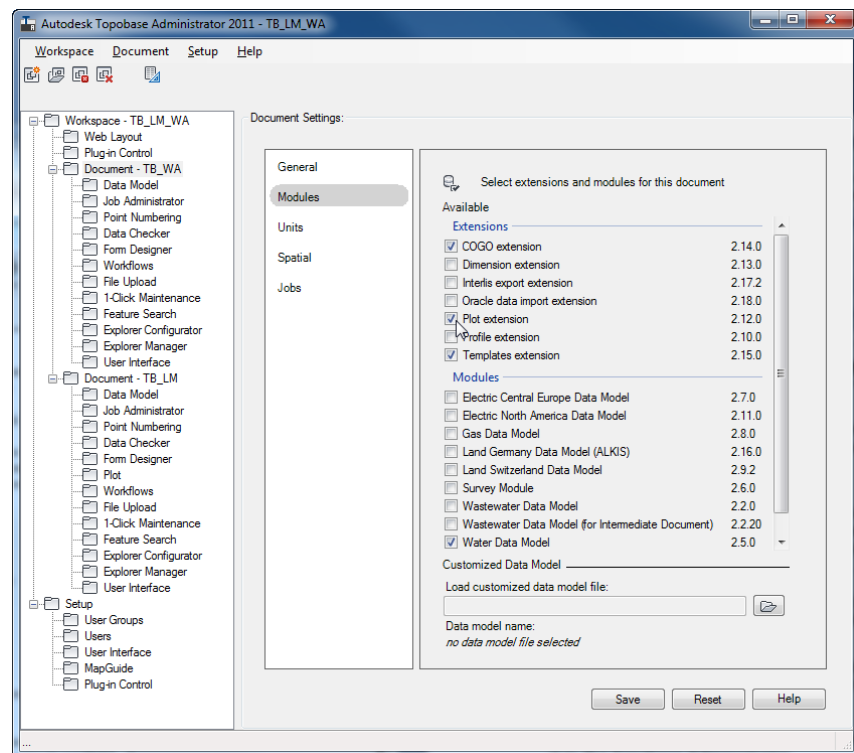 Autodesk Topobase Administrator 2011 - TB_LM_WA
Workspace Document Setup Help
Workspace - TB_LM_WA
Web Layout
Plug-in Control
Document - TB_WA
Data Model
Job Administrator
Point Numbering
Data Checker
Form Designer
Workflows
File Upload
1-Click Maintenance
Feature Search
Explorer Configurator
Explorer Manager
User Interface
Document - TB_LM
Data Model
Job Administrator
Point Numbering
Data Checker
Form Designer
Plot
Workflows
File Upload
1-Click Maintenance
Feature Search
Explorer Configurator
Explorer Manager
User Interface
Setup
User Groups
Users
User Interface
MapGuide
Plug-in Control
Document Settings:
General
Modules
Units
Spatial
Jobs
Select extensions and modules for this document
Available
Extensions
COGO extension 2.14.0
Dimension extension 2.13.0
Interlis export extension 2.17.2
Oracle data import extension 2.18.0
Plot extension 2.12.0
Profile extension 2.10.0
Templates extension 2.15.0
Modules
Electric Central Europe Data Model 2.7.0
Electric North America Data Model 2.11.0
Gas Data Model 2.8.0
Land Germany Data Model (ALKIS) 2.16.0
Land Switzerland Data Model 2.9.2
Survey Module 2.6.0
Wastewater Data Model 2.2.0
Wastewater Data Model (for Intermediate Document) 2.2.20
Water Data Model 2.5.0
Customized Data Model
Load customized data model file:
Data model name:
no data model file selected
Save Reset Help
...